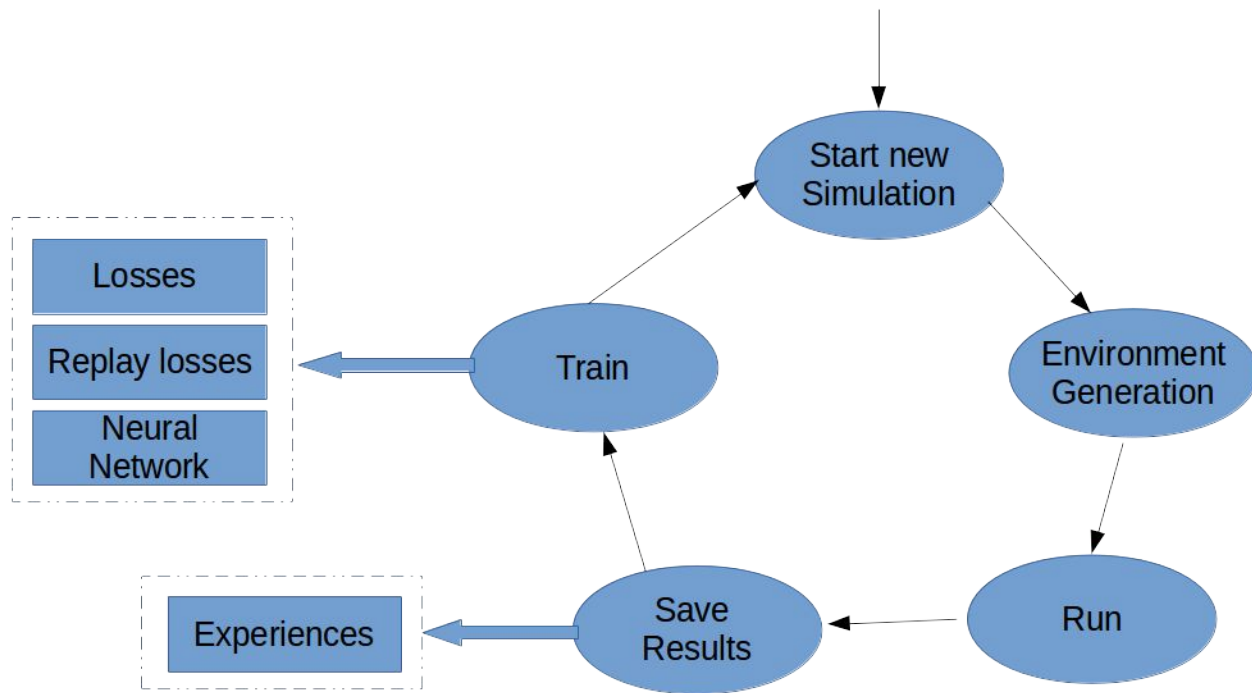 Start new
Simulation
Losses
Replay losses
Neural
Network
Train
Environment
Generation
Experiences
Save
Results
Run